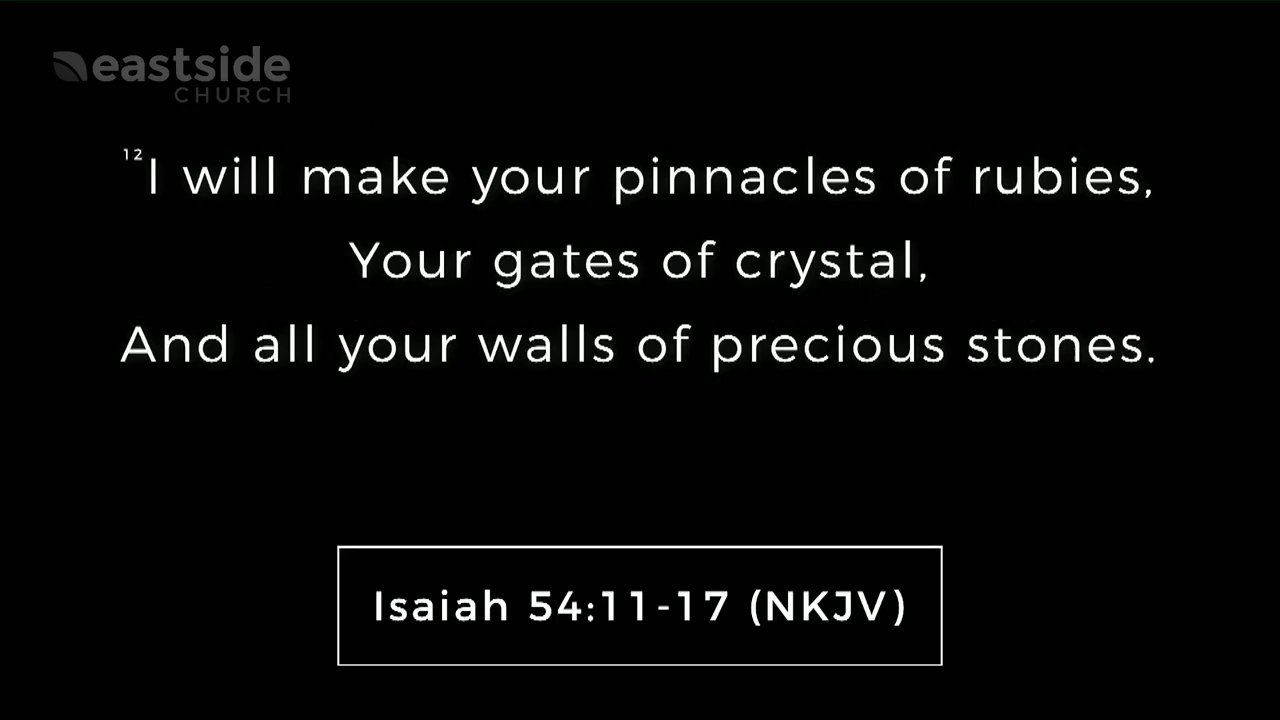 eastside
CHURCH
12 I will make your pinnacles of rubies,
Your gates of crystal,
And all your walls of precious stones.
Isaiah 54:11-17 (NKJV)